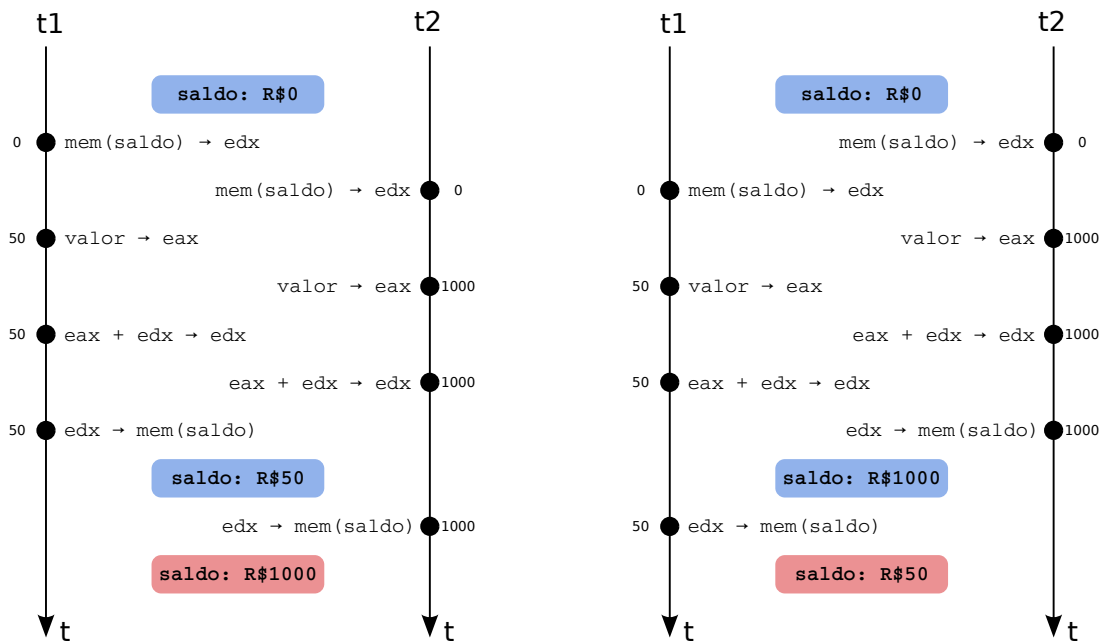 t1
t2
saldo: R$0
0 mem(saldo) → edx
mem(saldo) → edx 0
50 valor → eax
valor → eax 1000
50 eax + edx → edx
eax + edx → edx 1000
50 edx → mem(saldo)
saldo: R$50
edx → mem(saldo) 1000
saldo: R$1000
t
t
t1
t2
saldo: R$0
mem(saldo) → edx 0
0 mem(saldo) → edx
valor → eax 1000
50 valor → eax
eax + edx → edx 1000
50 eax + edx → edx
edx → mem(saldo) 1000
saldo: R$1000
50 edx → mem(saldo)
saldo: R$50
t
t